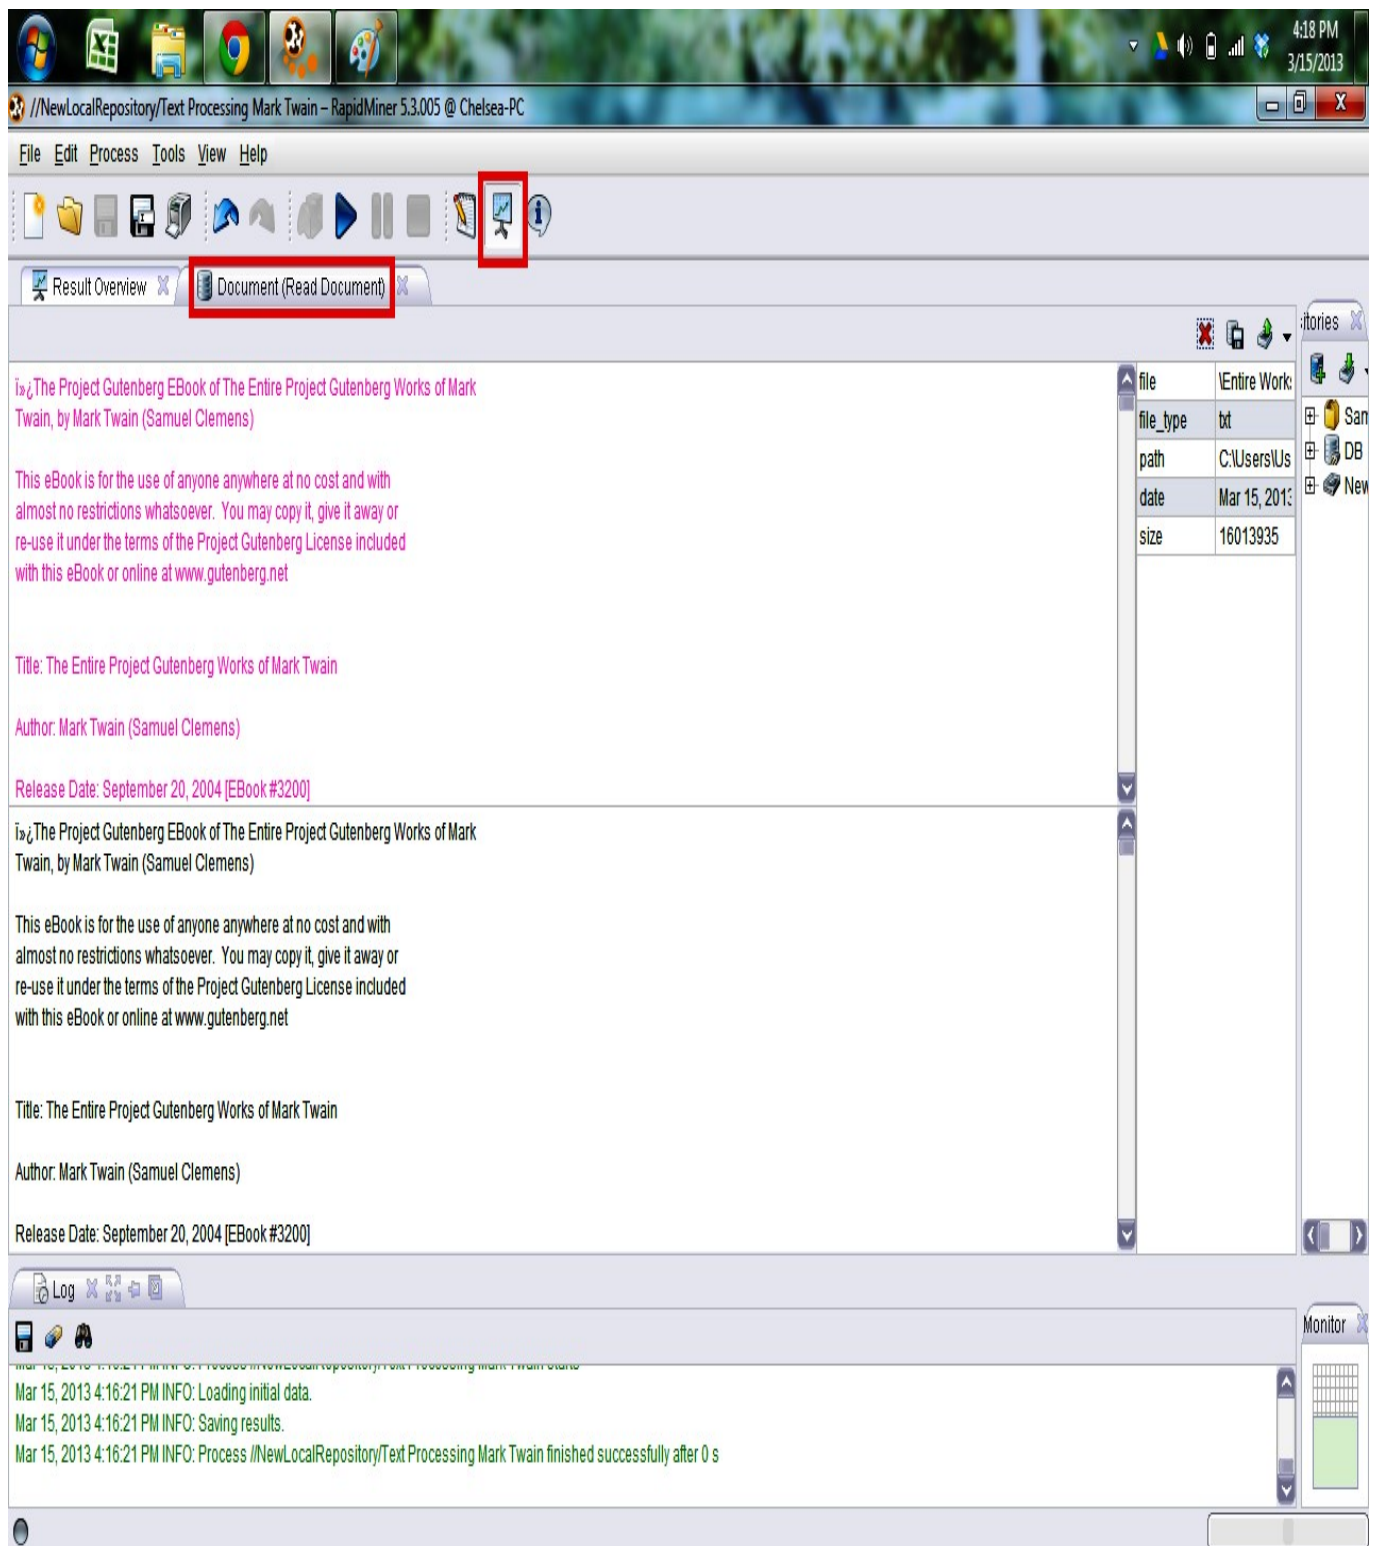 4:18 PM
3/15/2013
//NewLocalRepository/Text Processing Mark Twain – RapidMiner 5.3.005 @ Chelsea-PC
File Edit Process Tools View Help
Result Overview Document (Read Document)
itories
ï»¿The Project Gutenberg EBook of The Entire Project Gutenberg Works of Mark
Twain, by Mark Twain (Samuel Clemens)
This eBook is for the use of anyone anywhere at no cost and with
almost no restrictions whatsoever. You may copy it, give it away or
re-use it under the terms of the Project Gutenberg License included
with this eBook or online at www.gutenberg.net
Title: The Entire Project Gutenberg Works of Mark Twain
Author: Mark Twain (Samuel Clemens)
Release Date: September 20, 2004 [EBook #3200]
file \Entire Work
file_type txt
path C:\Users\Us
date Mar 15, 201
size 16013935
Sam
DB
New
ï»¿The Project Gutenberg EBook of The Entire Project Gutenberg Works of Mark
Twain, by Mark Twain (Samuel Clemens)
This eBook is for the use of anyone anywhere at no cost and with
almost no restrictions whatsoever. You may copy it, give it away or
re-use it under the terms of the Project Gutenberg License included
with this eBook or online at www.gutenberg.net
Title: The Entire Project Gutenberg Works of Mark Twain
Author: Mark Twain (Samuel Clemens)
Release Date: September 20, 2004 [EBook #3200]
Log
Monitor
Mar 15, 2013 4:16:21 PM INFO: Loading initial data.
Mar 15, 2013 4:16:21 PM INFO: Saving results.
Mar 15, 2013 4:16:21 PM INFO: Process //NewLocalRepository/Text Processing Mark Twain finished successfully after 0 s